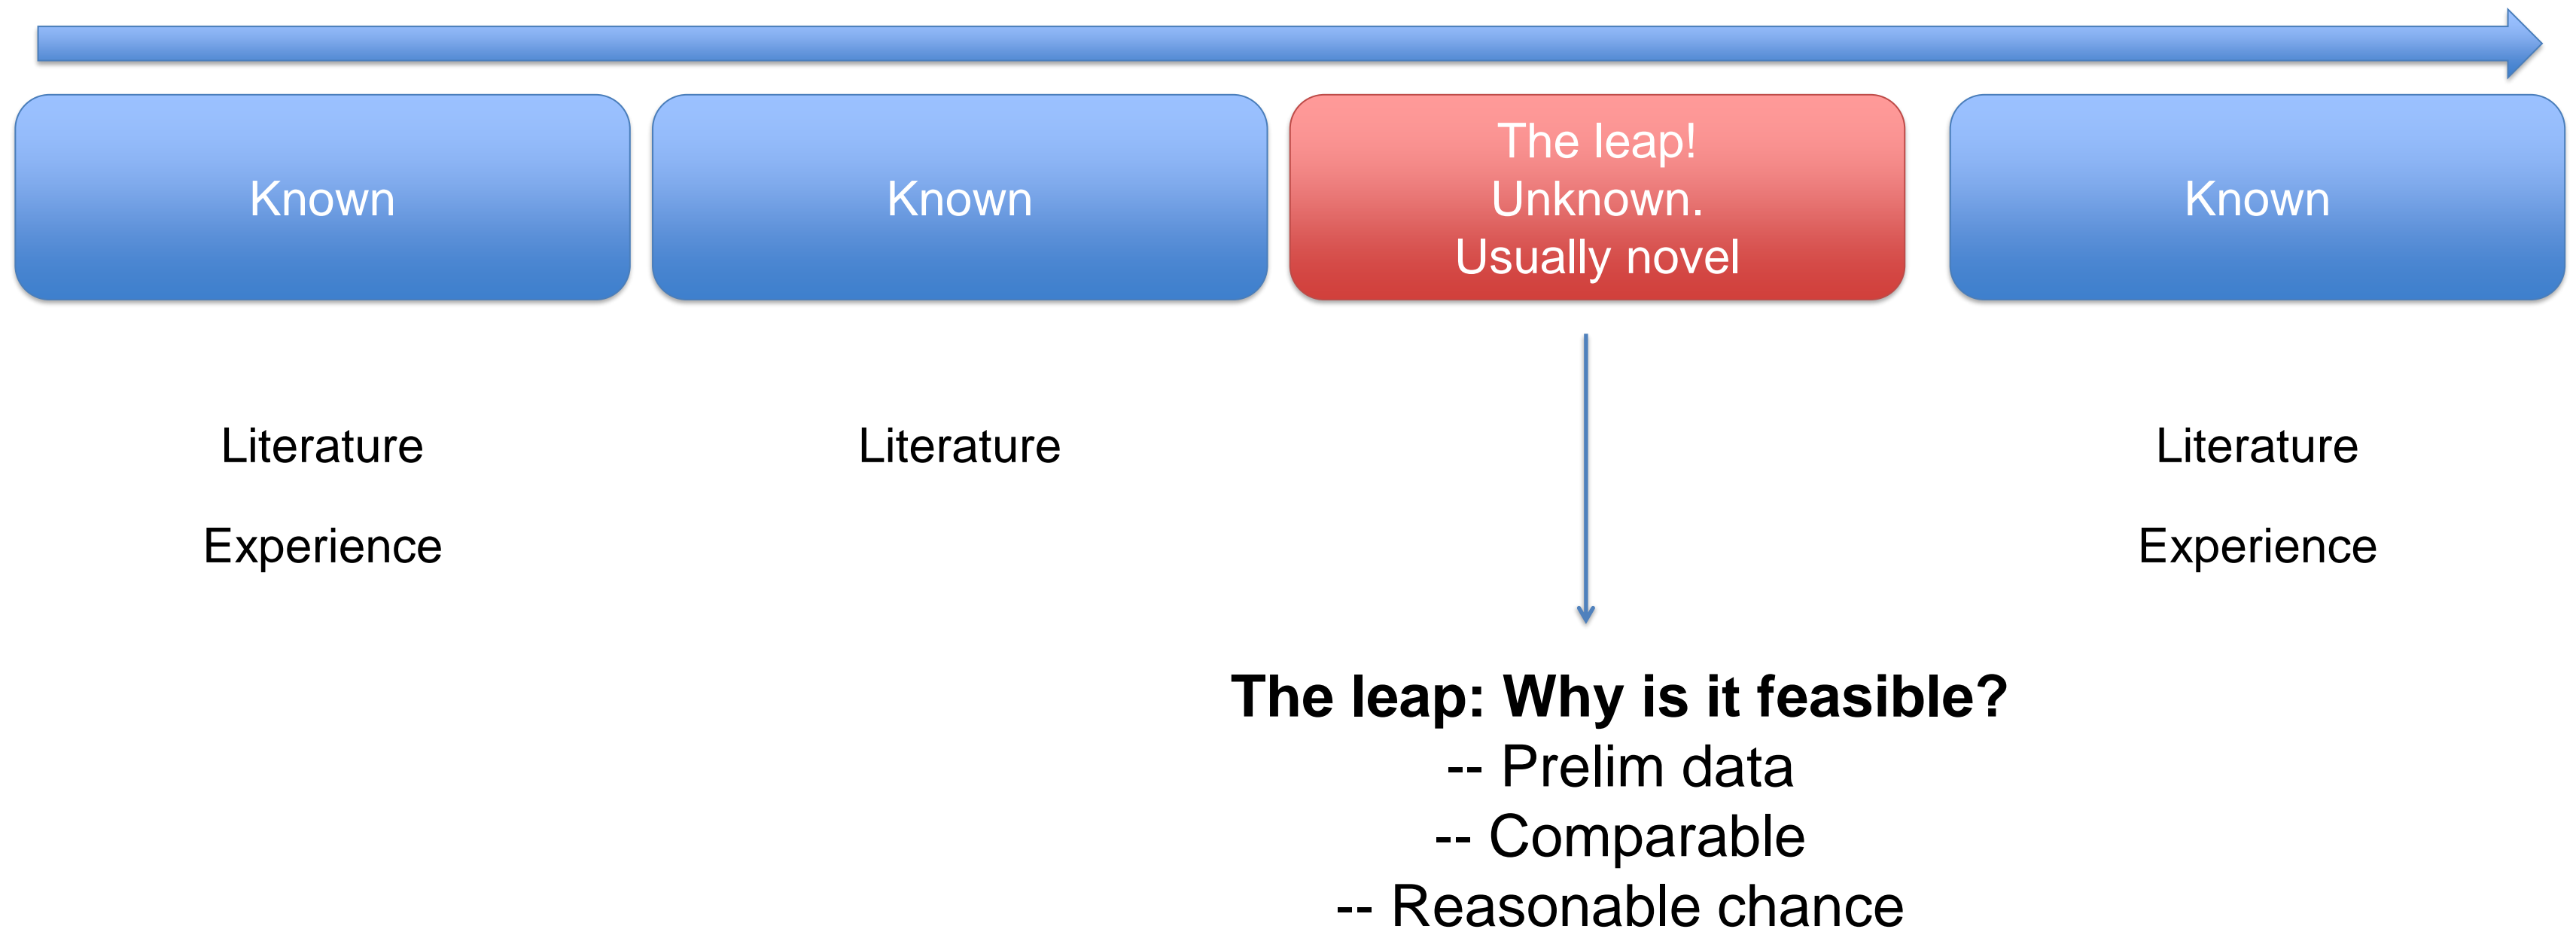 Known
Known
The leap!
Unknown.
Usually novel
Known
Literature
Experience
Literature
Literature
Experience
The leap: Why is it feasible?
-- Prelim data
-- Comparable
-- Reasonable chance